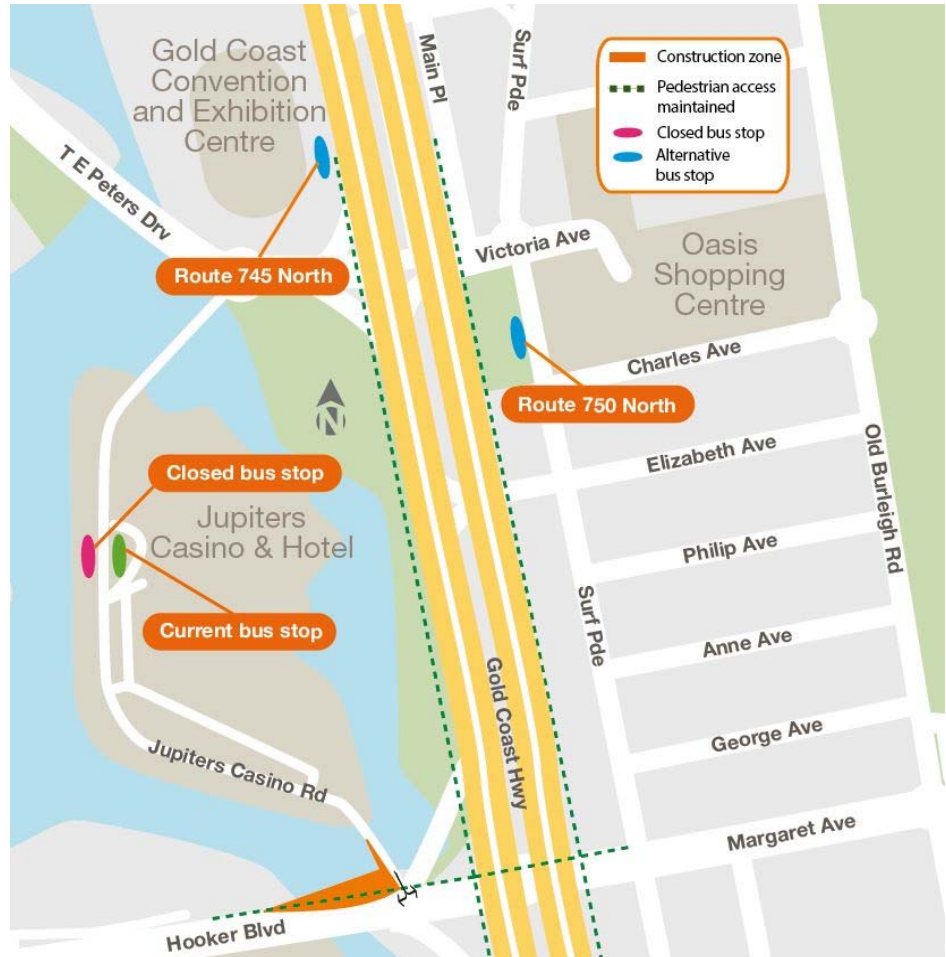 Gold Coast
Convention
and Exhibition
Centre
Main Pl
Surf Pde
Construction zone
Pedestrian access
maintained
Closed bus stop
Alternative
bus stop
T E Peters Drv
Route 745 North
Victoria Ave
Oasis
Shopping
Centre
Charles Ave
Route 750 North
N
Elizabeth Ave
Old Burleigh Rd
Closed bus stop
Jupiters
Casino & Hotel
Philip Ave
Current bus stop
Surf Pde
Anne Ave
Gold Coast Hwy
George Ave
Jupiters Casino Rd
Margaret Ave
Hooker Blvd